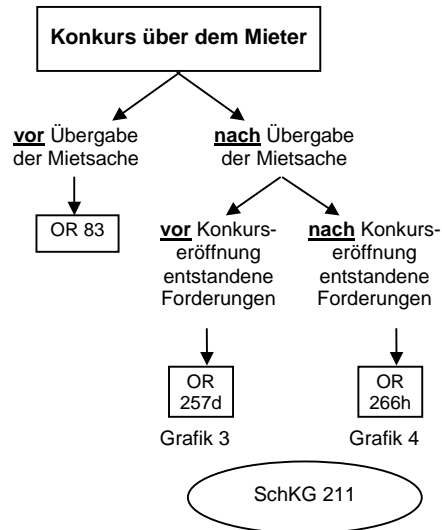 Konkurs über dem Mieter
vor Übergabe
der Mietsache
nach Übergabe
der Mietsache
OR 83
vor Konkurs-
eröffnung
entstandene
Forderungen
nach Konkurs-
eröffnung
entstandene
Forderungen
OR
257d
OR
266h
Grafik 3
Grafik 4
SchKG 211